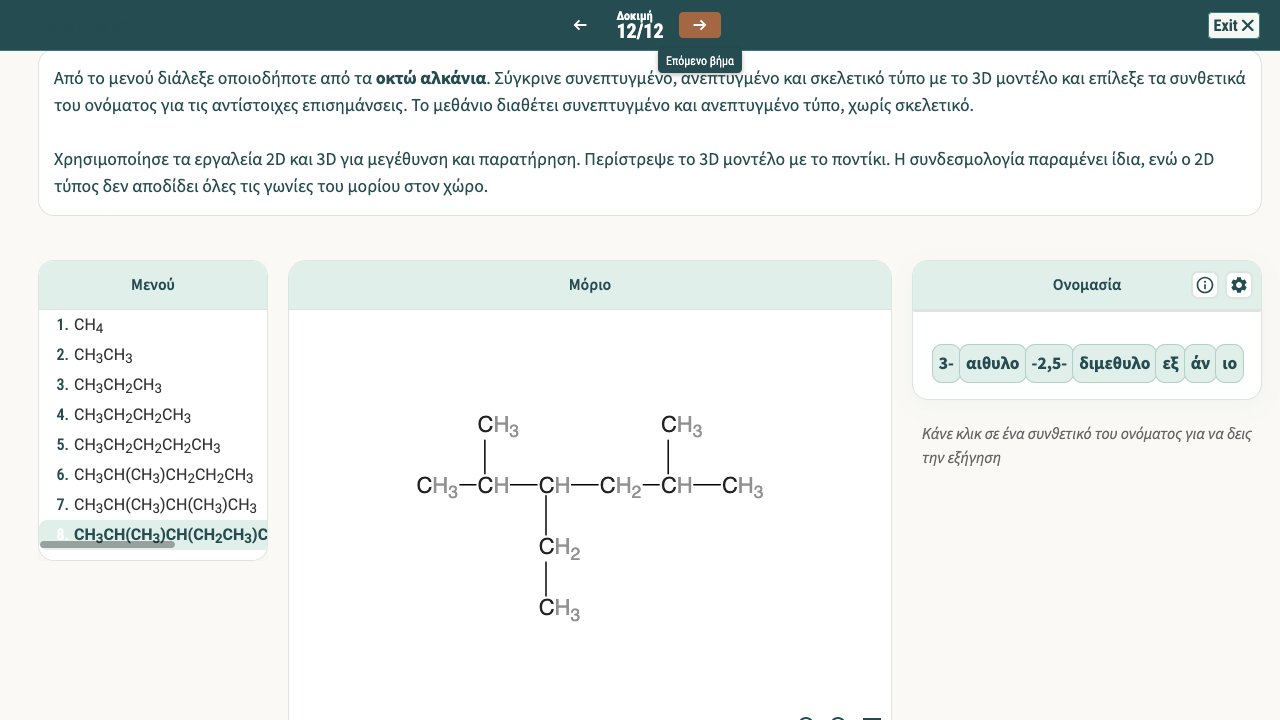 Δοκιμή
12/12
Exit
Επόμενο βήμα
Από το μενού διάλεξε οποιοδήποτε από τα οκτώ αλκάνια. Σύγκρινε συνεπτυγμένο, ανεπτυγμένο και σκελετικό τύπο με το 3D μοντέλο και επίλεξε τα συνθετικά
του ονόματος για τις αντίστοιχες επισημάνσεις. Το μεθάνιο διαθέτει συνεπτυγμένο και ανεπτυγμένο τύπο, χωρίς σκελετικό.
Χρησιμοποίησε τα εργαλεία 2D και 3D για μεγέθυνση και παρατήρηση. Περίστρεψε το 3D μοντέλο με το ποντίκι. Η συνδεσμολογία παραμένει ίδια, ενώ ο 2D
τύπος δεν αποδίδει όλες τις γωνίες του μορίου στον χώρο.
Μενού
1. CH4
2. CH3CH3
3. CH3CH2CH3
4. CH3CH2CH2CH3
5. CH3CH2CH2CH2CH3
6. CH3CH(CH3)CH2CH2CH3
7. CH3CH(CH3)CH(CH3)CH3
8. CH3CH(CH3)CH(CH2CH3)C
Μόριο
CH3 CH3
CH3 CH CH CH2 CH CH3
CH2
CH3
Ονομασία
3- αιθυλο -2,5- διμεθυλο εξ άν ιο
Κάνε κλικ σε ένα συνθετικό του ονόματος για να δεις
την εξήγηση